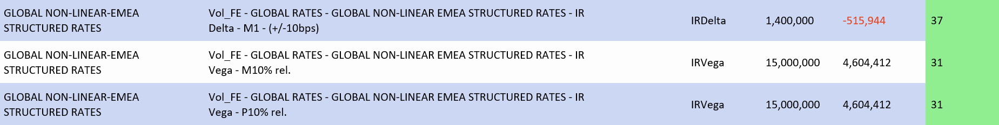 GLOBAL NON-LINEAR-EMEA
STRUCTURED RATES
Vol_FE - GLOBAL RATES - GLOBAL NON-LINEAR EMEA STRUCTURED RATES - IR
Delta - M1 - (+/-10bps)
IRDelta
1,400,000
-515,944
37
GLOBAL NON-LINEAR-EMEA
STRUCTURED RATES
Vol_FE - GLOBAL RATES - GLOBAL NON-LINEAR EMEA STRUCTURED RATES - IR
Vega - M10% rel.
IRVega
15,000,000
4,604,412
31
GLOBAL NON-LINEAR-EMEA
STRUCTURED RATES
Vol_FE - GLOBAL RATES - GLOBAL NON-LINEAR EMEA STRUCTURED RATES - IR
Vega - P10% rel.
IRVega
15,000,000
4,604,412
31